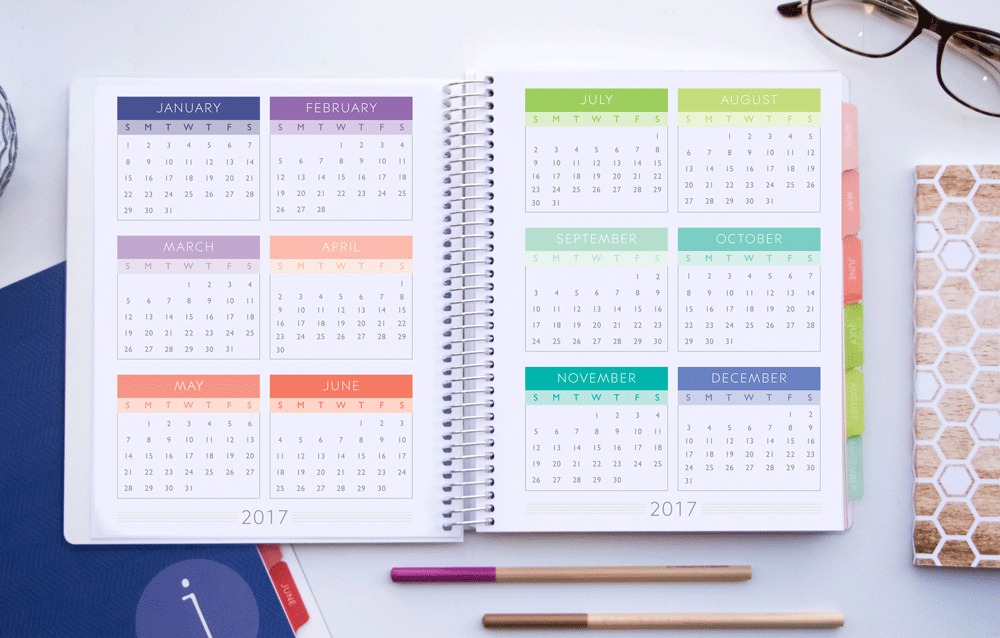 JANUARY
S M T W T F S
1 2 3 4 5 6 7
8 9 10 11 12 13 14
15 16 17 18 19 20 21
22 23 24 25 26 27 28
29 30 31
FEBRUARY
S M T W T F S
1 2 3 4
5 6 7 8 9 10 11
12 13 14 15 16 17 18
19 20 21 22 23 24 25
26 27 28
MARCH
S M T W T F S
1 2 3 4
5 6 7 8 9 10 11
12 13 14 15 16 17 18
19 20 21 22 23 24 25
26 27 28 29 30 31
APRIL
S M T W T F S
1
2 3 4 5 6 7 8
9 10 11 12 13 14 15
16 17 18 19 20 21 22
23 24 25 26 27 28 29
30
MAY
S M T W T F S
1 2 3 4 5 6
7 8 9 10 11 12 13
14 15 16 17 18 19 20
21 22 23 24 25 26 27
28 29 30 31
JUNE
S M T W T F S
1 2 3
4 5 6 7 8 9 10
11 12 13 14 15 16 17
18 19 20 21 22 23 24
25 26 27 28 29 30
2017
JULY
S M T W T F S
1
2 3 4 5 6 7 8
9 10 11 12 13 14 15
16 17 18 19 20 21 22
23 24 25 26 27 28 29
30 31
AUGUST
S M T W T F S
1 2 3 4 5
6 7 8 9 10 11 12
13 14 15 16 17 18 19
20 21 22 23 24 25 26
27 28 29 30 31
SEPTEMBER
S M T W T F S
1 2
3 4 5 6 7 8 9
10 11 12 13 14 15 16
17 18 19 20 21 22 23
24 25 26 27 28 29 30
OCTOBER
S M T W T F S
1 2 3 4 5 6 7
8 9 10 11 12 13 14
15 16 17 18 19 20 21
22 23 24 25 26 27 28
29 30 31
NOVEMBER
S M T W T F S
1 2 3 4
5 6 7 8 9 10 11
12 13 14 15 16 17 18
19 20 21 22 23 24 25
26 27 28 29 30
DECEMBER
S M T W T F S
1 2
3 4 5 6 7 8 9
10 11 12 13 14 15 16
17 18 19 20 21 22 23
24 25 26 27 28 29 30
31
2017
APRIL
MAY
JUNE
JULY
AUGUST
i
JUNE